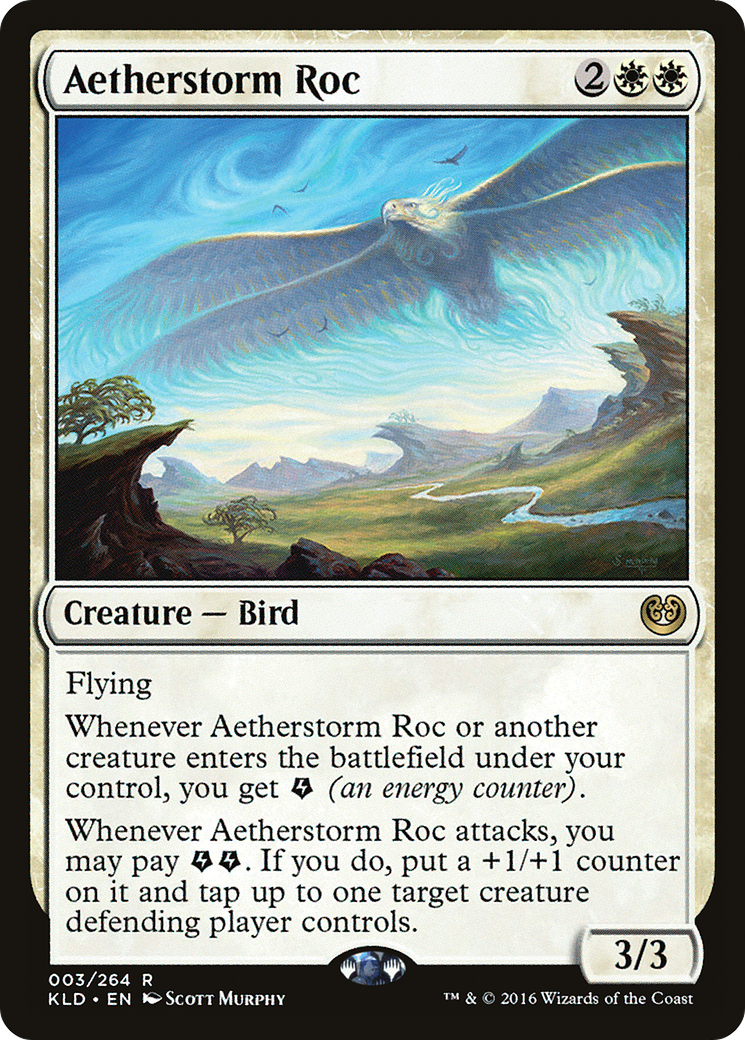 Aetherstorm Roc 2
Creature — Bird
Flying
Whenever Aetherstorm Roc or another
creature enters the battlefield under your
control, you get (an energy counter).
Whenever Aetherstorm Roc attacks, you
may pay . If you do, put a +1/+1 counter
on it and tap up to one target creature
defending player controls.
3/3
003/264 R
KLD • EN Scott Murphy
™ & © 2016 Wizards of the Coast